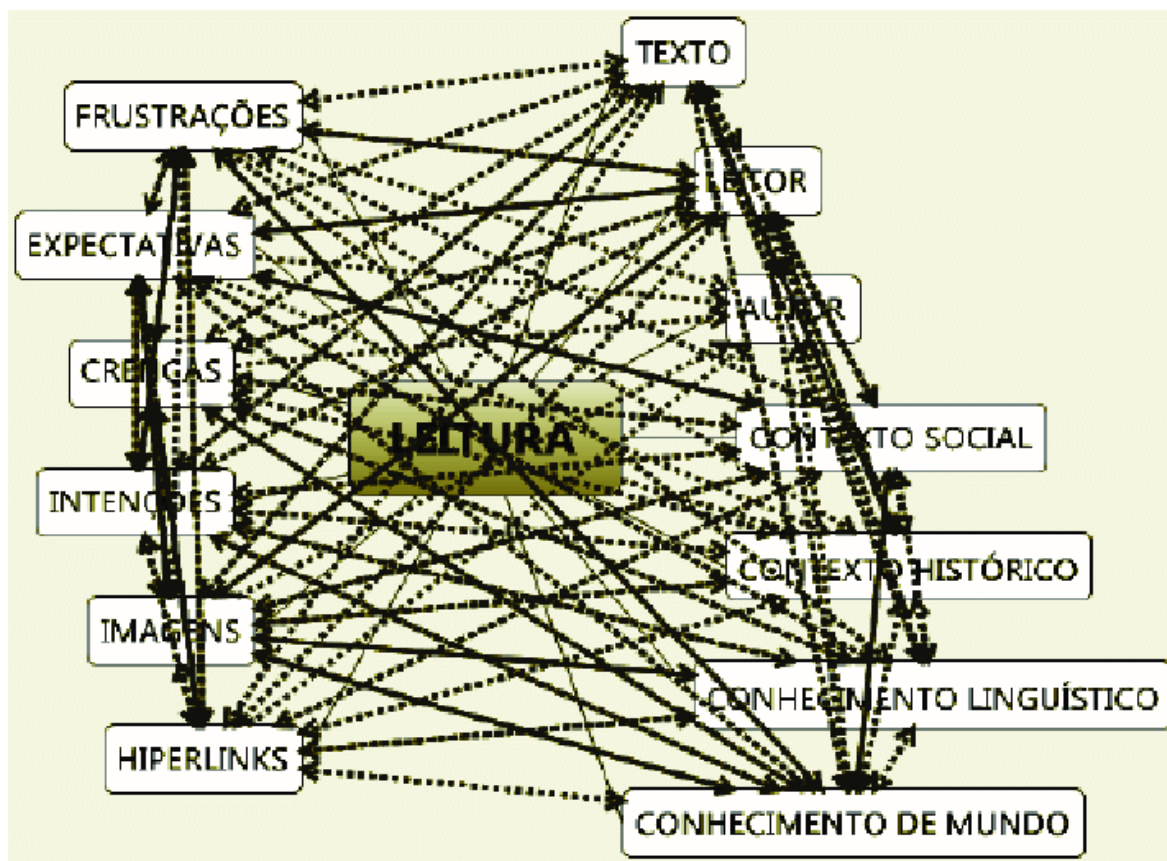 TEXTO
FRUSTRAÇÕES
LEITOR
EXPECTATIVAS
AUTOR
CRENÇAS
LEITURA
CONTEXTO SOCIAL
INTENÇÕES
CONTEXTO HISTÓRICO
IMAGENS
CONHECIMENTO LINGUÍSTICO
HIPERLINKS
CONHECIMENTO DE MUNDO